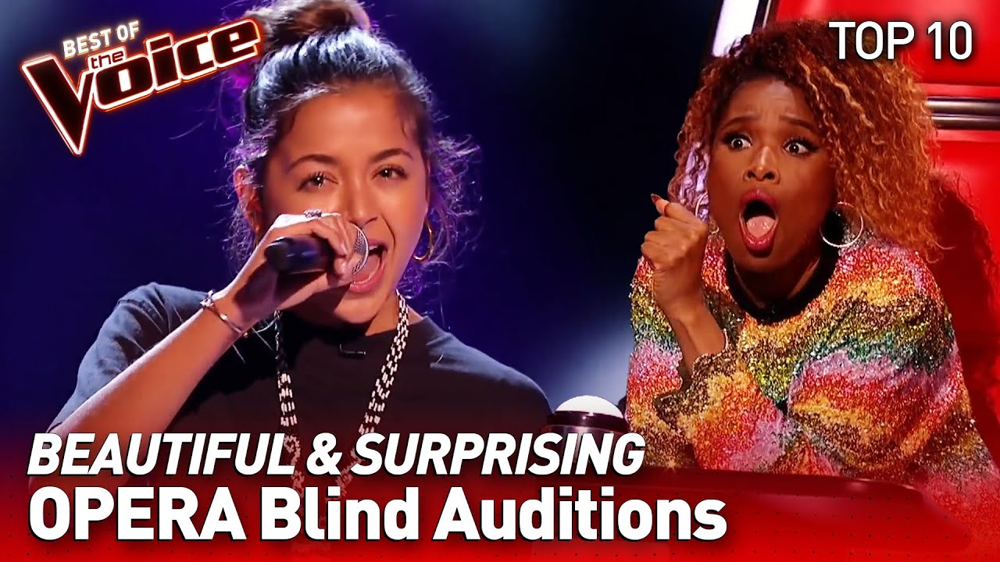 BEST OF
the
Voice
TOP 10
BEAUTIFUL & SURPRISING
OPERA Blind Auditions